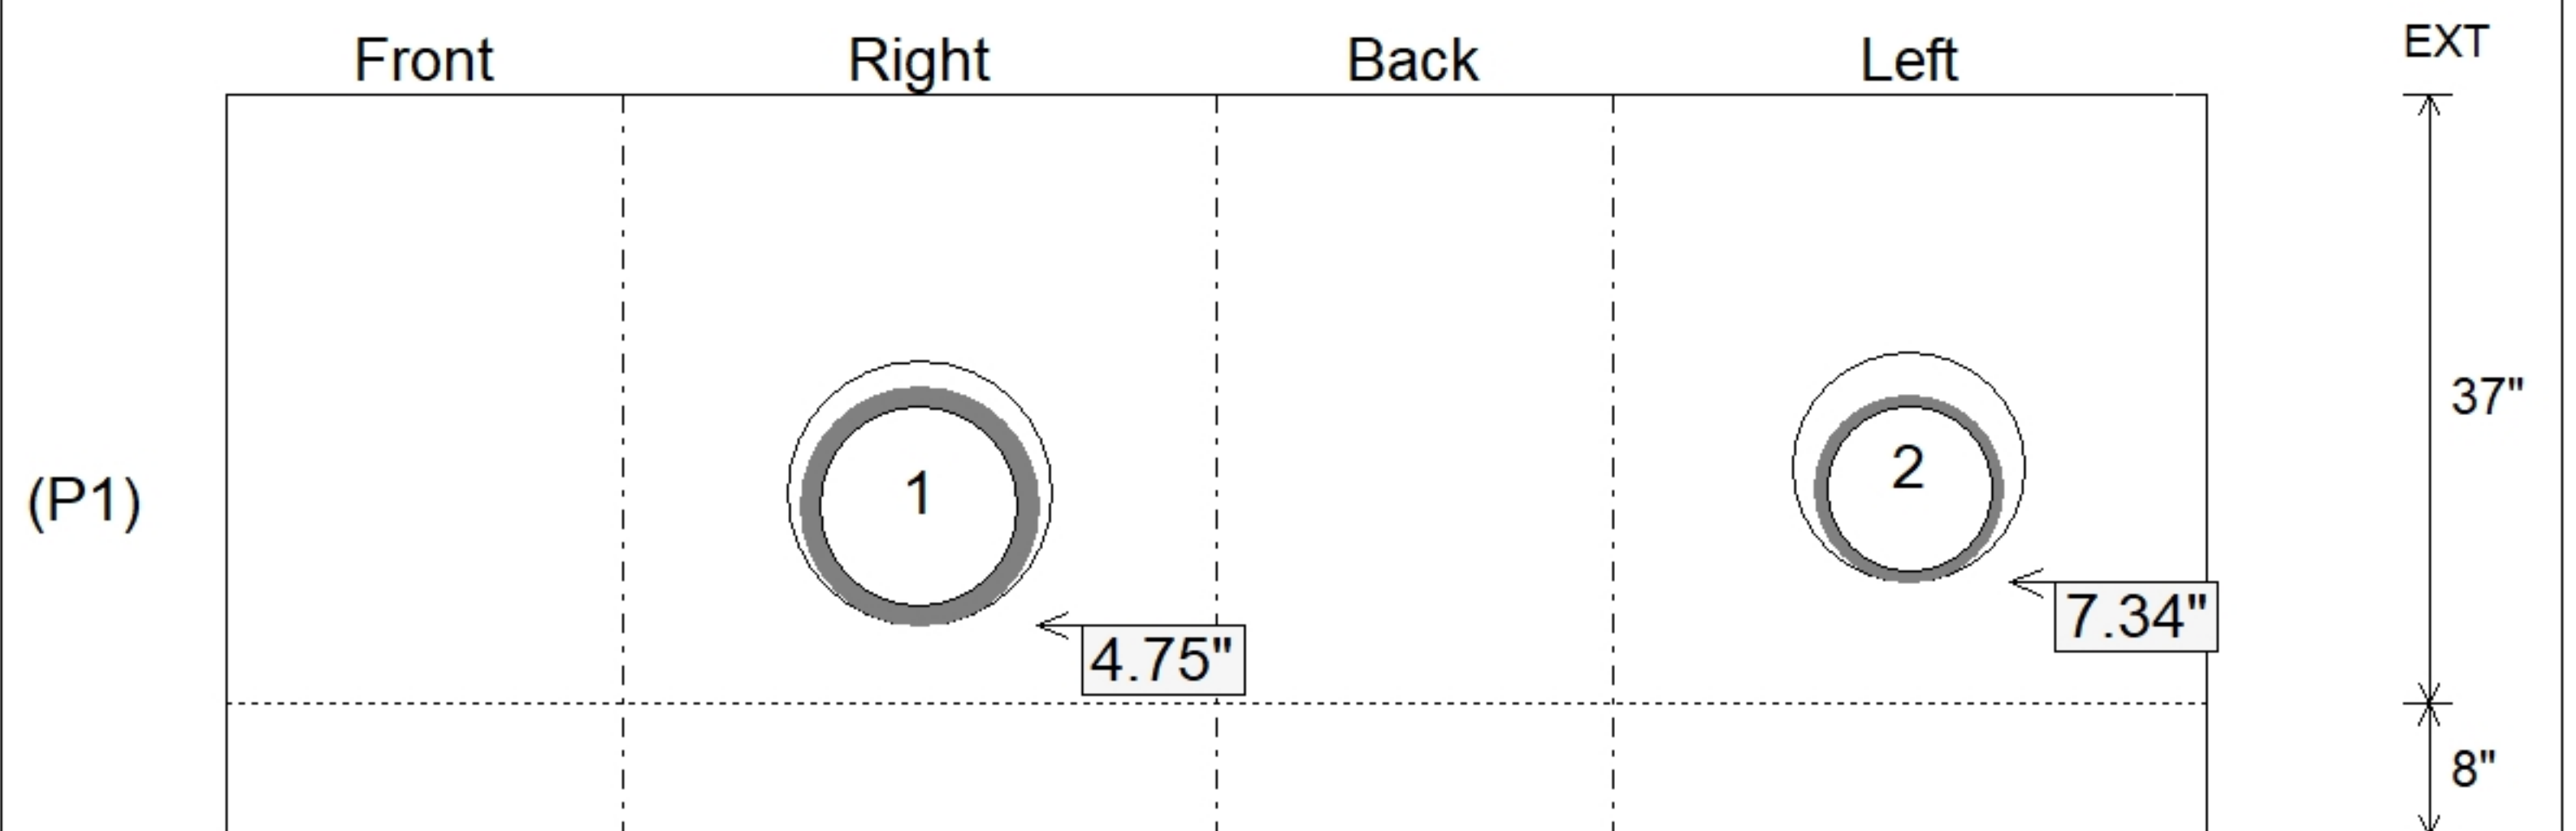 Front Right Back Left EXT
37"
(P1) 1 2
4.75" 7.34"
8"